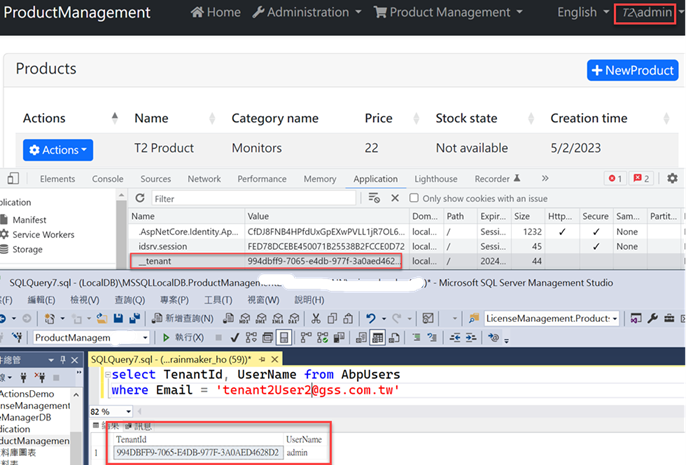 ProductManagement
Home Administration Product Management English T2\admin
Products
+ NewProduct
Actions Name Category name Price Stock state Creation time
Actions T2 Product Monitors 22 Not available 5/2/2023
Elements Console Sources Network Performance Memory Application Lighthouse Recorder » 1 2
plication
Filter
Only show cookies with an issue
Manifest
Service Workers
Storage
Name Value Dom... Path Expir... Size Http... Secure Sam... Partit...
.AspNetCore.Identity.Ap... CfDJ8FNB4HPfdUxGpEXwPVLL1jR7OL6... / Sessi... 1232 ✓ ✓ None
idsrv.session FED78DCEBE450071B25538B2FCCE0D72 / Sessi... 45 ✓ None
__tenant 994dbff9-7065-e4db-977f-3a0aed462... / 2024-... 44
SQLQuery7.sql - (LocalDB)\MSSQLLocalDB.ProductManageme )* - Microsoft SQL Server Management Studio
(F) 編輯(E) 檢視(V) 查詢(Q) 專案(P) 工具(T) 視窗(W) 說明(H)
新增查詢(N) LicenseManagement.Product:
ProductManagem 執行(X)
件總管
SQLQuery7.sql - (...rainmaker_ho (59))*
ActionsDemo
enseManagement
eManagerDB
dication
oductManagemen
資料庫圖表
資料表
select TenantId, UserName from AbpUsers
where Email = 'tenant2User2@gss.com.tw'
82 %
結果 訊息
TenantId UserName
1 994DBFF9-7065-E4DB-977F-3A0AED4628D2 admin